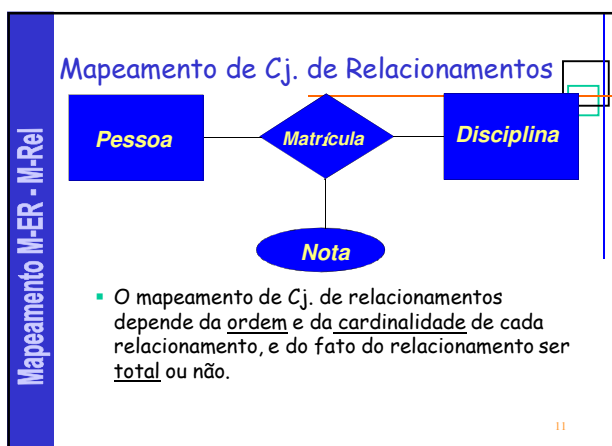 Mapeamento de Cj. de Relacionamentos
Mapeamento M-ER - M-Rel
Pessoa
Matrícula
Disciplina
Nota
O mapeamento de Cj. de relacionamentos
depende da ordem e da cardinalidade de cada
relacionamento, e do fato do relacionamento ser
total ou não.
11